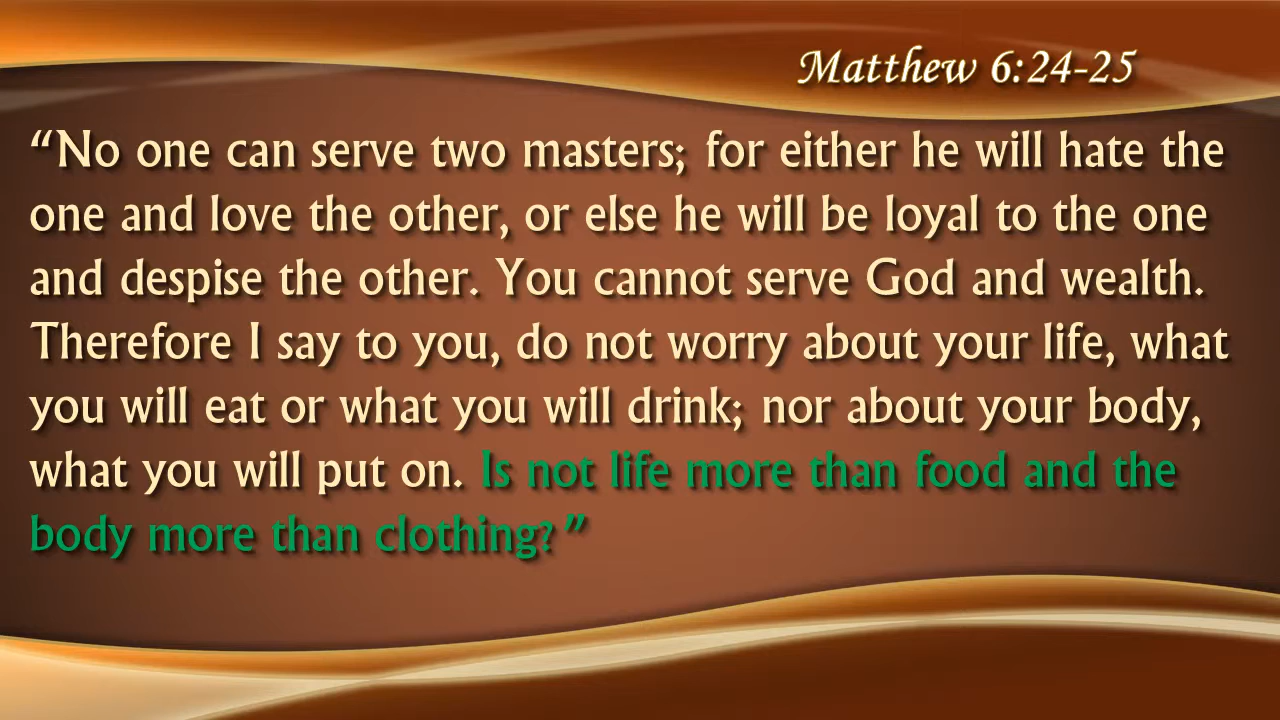 Matthew 6:24-25
“No one can serve two masters; for either he will hate the
one and love the other, or else he will be loyal to the one
and despise the other. You cannot serve God and wealth.
Therefore I say to you, do not worry about your life, what
you will eat or what you will drink; nor about your body,
what you will put on. Is not life more than food and the
body more than clothing?”